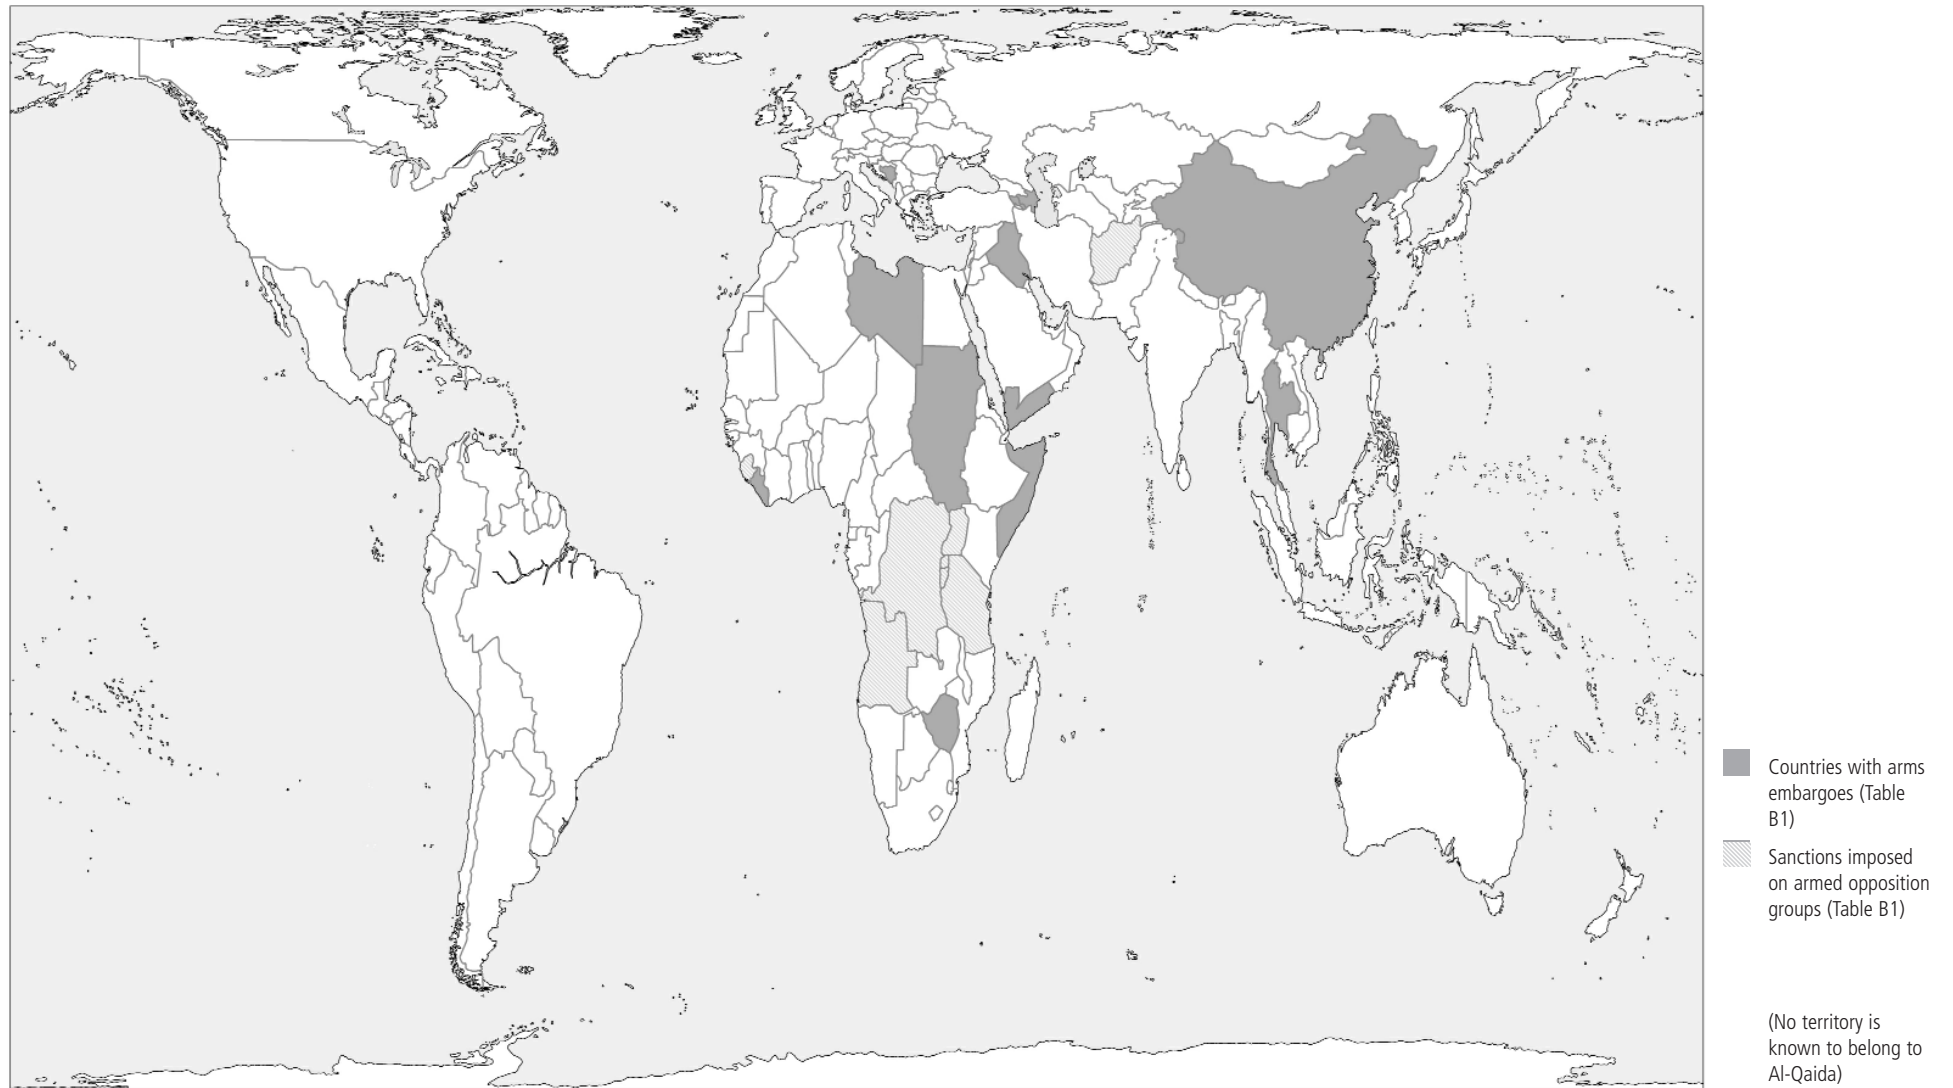 Countries with arms
embargoes (Table
B1)
Sanctions imposed
on armed opposition
groups (Table B1)
(No territory is
known to belong to
Al-Qaida)